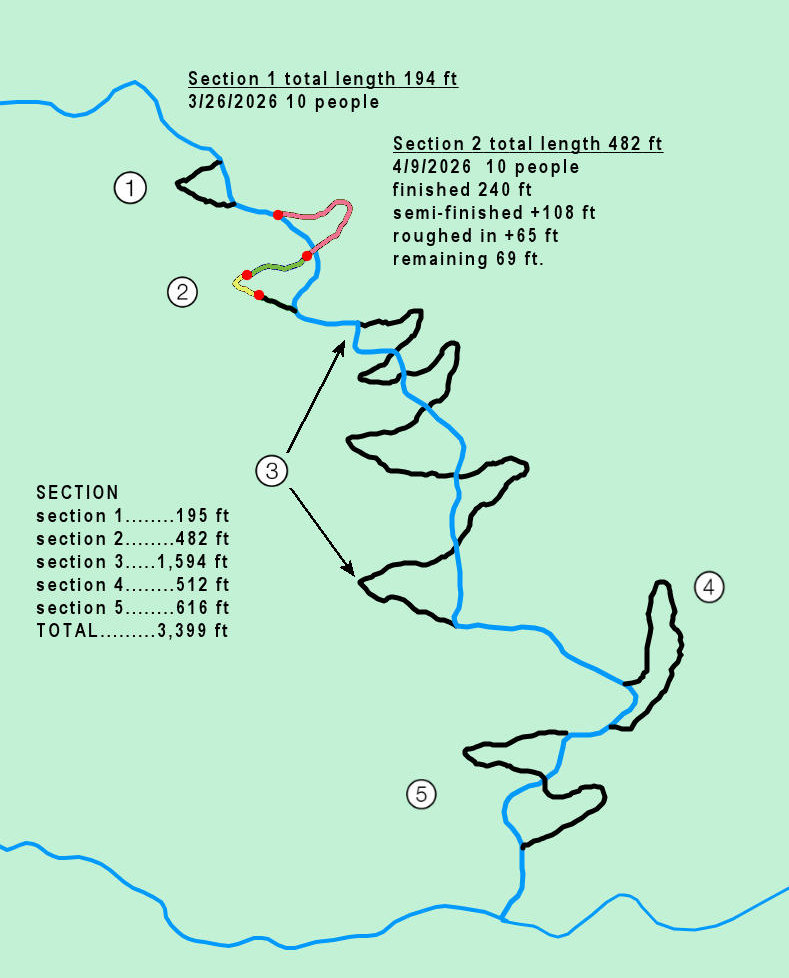 Section 1 total length 194 ft
3/26/2026 10 people
Section 2 total length 482 ft
4/9/2026 10 people
finished 240 ft
semi-finished +108 ft
roughed in +65 ft
remaining 69 ft.
1
2
3
SECTION
section 1........195 ft
section 2........482 ft
section 3.....1,594 ft
section 4........512 ft
section 5........616 ft
TOTAL.........3,399 ft
4
5